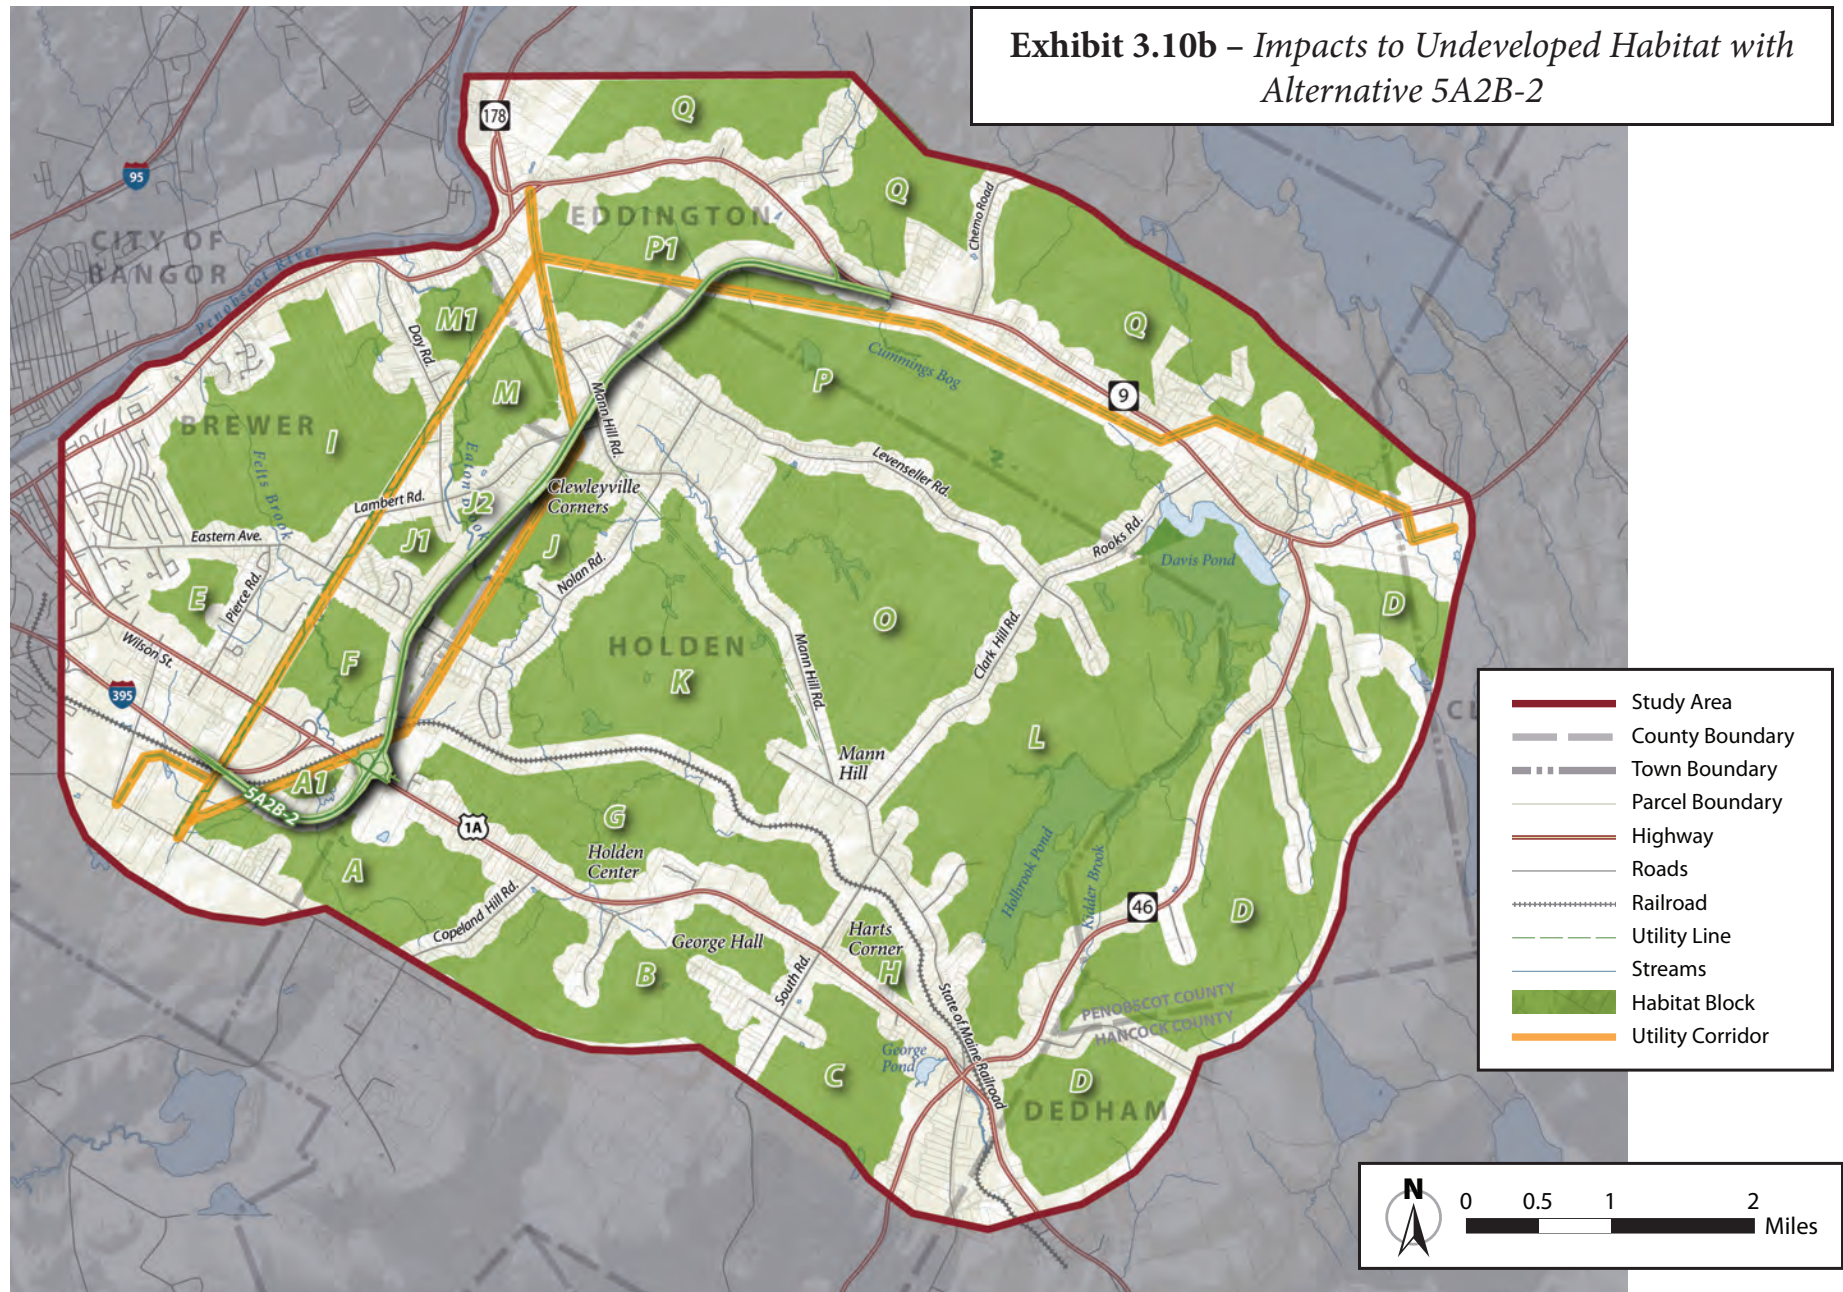 Exhibit 3.10b – Impacts to Undeveloped Habitat with
Alternative 5A2B-2
178
Q
95
Q
Chemo Road
EDDINGTON
CITY OF
BANGOR
P1
Penobscot River
M1
Day Rd.
Q
Cummings Bog
P
M
Mann Hill Rd.
9
BREWER
I
Felts Brook
Eaton Brook
Levenseller Rd.
Clewleyville
Corners
Lambert Rd.
J2
J1
J
Eastern Ave.
Nolan Rd.
Rooks Rd.
Davis Pond
E
Pierce Rd.
D
O
HOLDEN
K
Mann Hill Rd.
Clark Hill Rd.
Wilson St.
F
395
L
Mann
Hill
A1
5A2B-2
1A
G
Holden
Center
A
Holbrook Pond
Kidder Brook
46
D
Copeland Hill Rd.
George Hall
Harts
Corner
H
B
South Rd.
State of Maine Railroad
PENOBSCOT COUNTY
HANCOCK COUNTY
George
Pond
C
D
DEDHAM
CL
Study Area
County Boundary
Town Boundary
Parcel Boundary
Highway
Roads
Railroad
Utility Line
Streams
Habitat Block
Utility Corridor
N
0 0.5 1 2
Miles